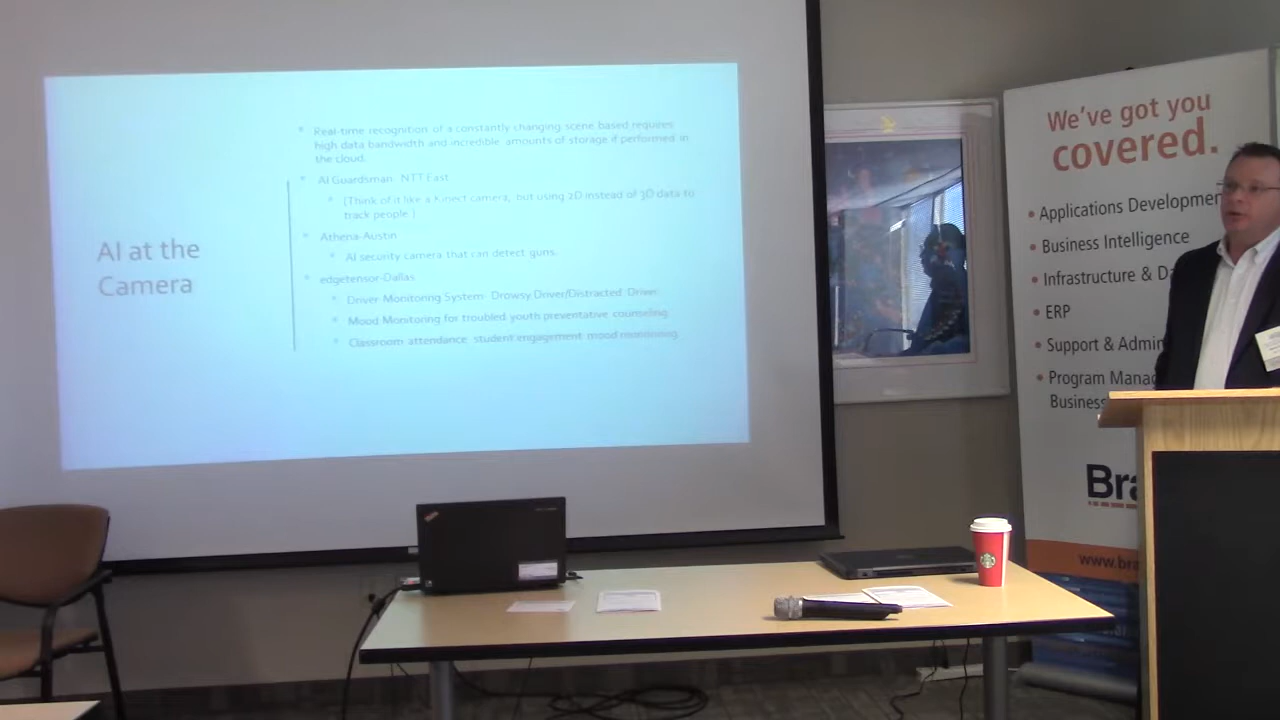 AI at the
Camera
Real-time recognition of a constantly changing scene based requires
high data bandwidth and incredible amounts of storage if performed in
the cloud.
AI Guardsman- NTT East
[Think of it like a Kinect camera, but using 2D instead of 3D data to
track people.]
Athena-Austin
AI security camera that can detect guns.
edgetensor-Dallas
Driver Monitoring System- Drowsy Driver/Distracted Driver
Mood Monitoring for troubled youth preventative counseling
Classroom attendance student engagement mood monitoring
We've got you
covered.
• Applications Developmen
• Business Intelligence
• Infrastructure & Da
• ERP
• Support & Admin
• Program Manag
Business
Bra
www.bra